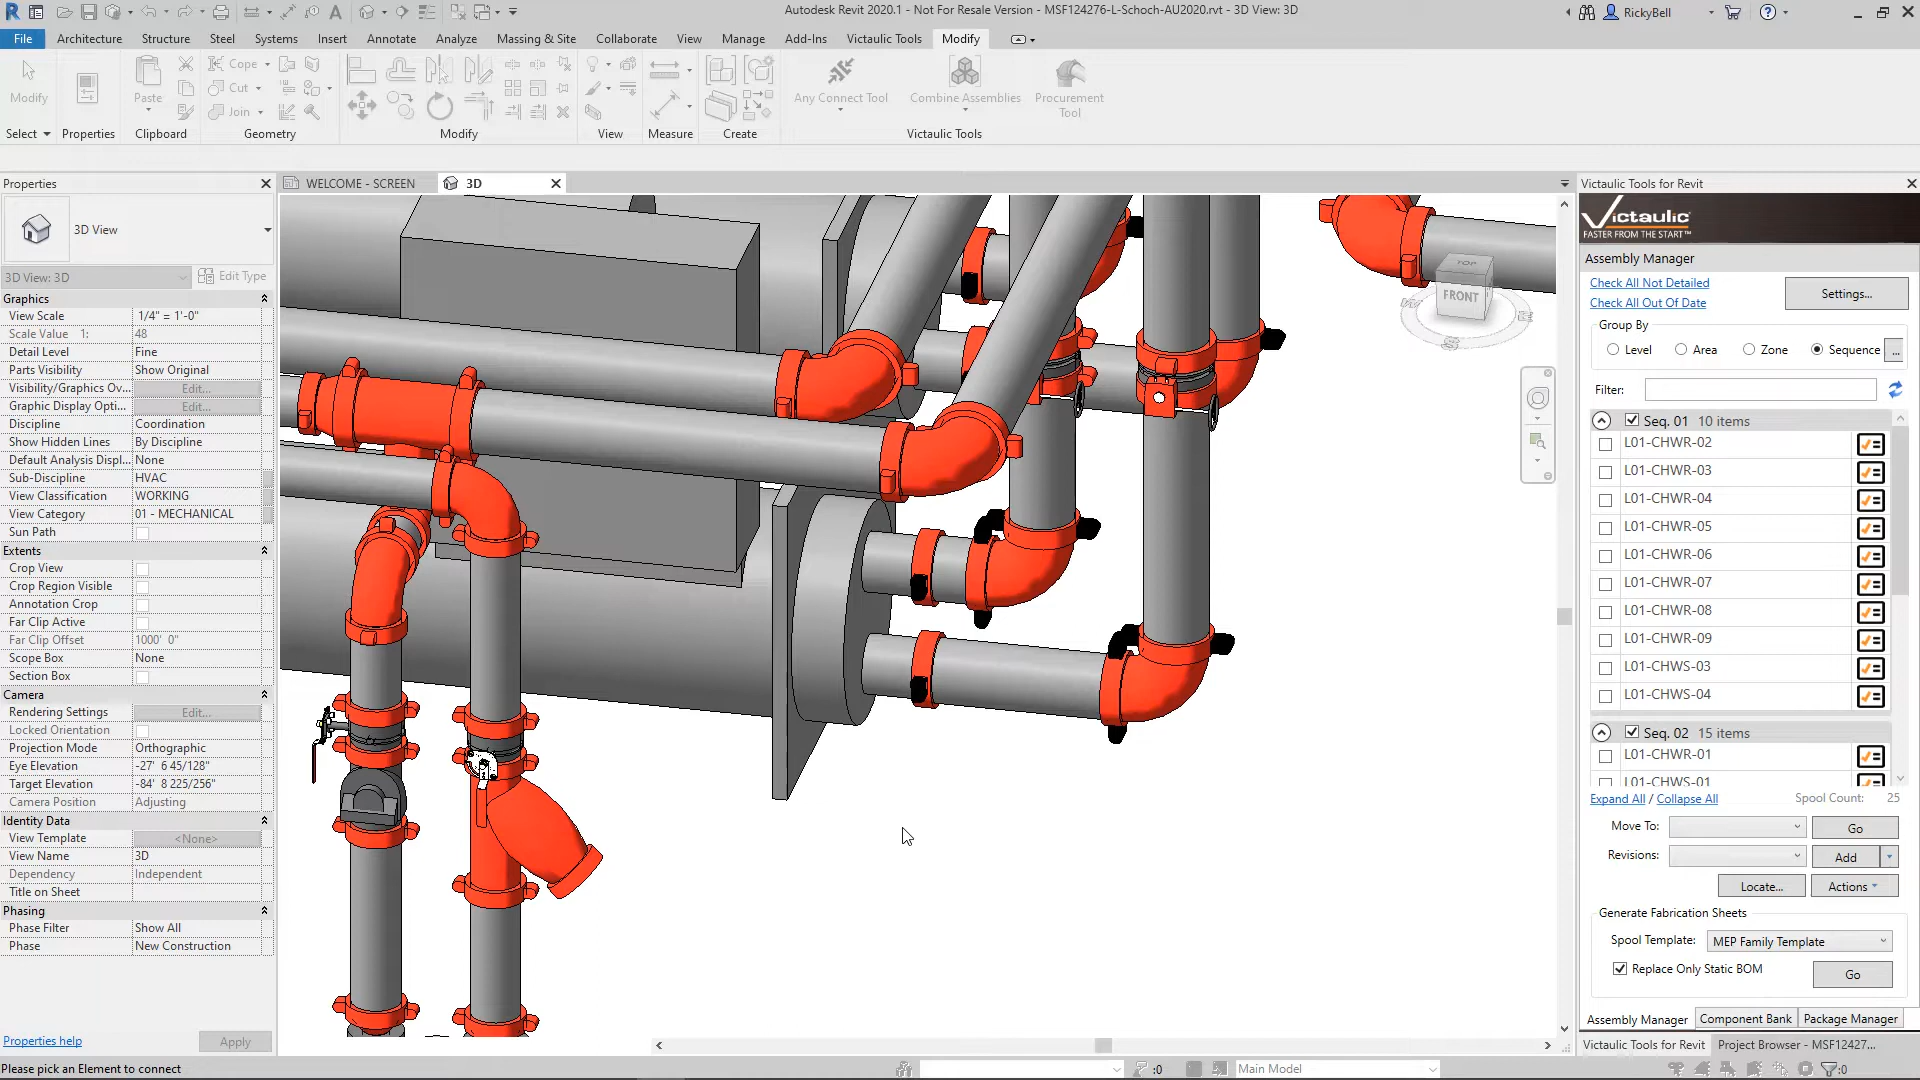 Autodesk Revit 2020.1 - Not For Resale Version - MSF124276-L-Schoch-AU2020.rvt - 3D View: 3D
RickyBell
File
Architecture
Structure
Steel
Systems
Insert
Annotate
Analyze
Massing & Site
Collaborate
View
Manage
Add-Ins
Victaulic Tools
Modify
Modify
Paste
Cope
Cut
Join
Any Connect Tool
Combine Assemblies
Procurement
Tool
Select
Properties
Clipboard
Geometry
Modify
View
Measure
Create
Victaulic Tools
Properties
3D View
3D View: 3D
Edit Type
Graphics
View Scale 1/4" = 1'-0"
Scale Value 1: 48
Detail Level Fine
Parts Visibility Show Original
Visibility/Graphics Ov... Edit...
Graphic Display Opti... Edit...
Discipline Coordination
Show Hidden Lines By Discipline
Default Analysis Displ... None
Sub-Discipline HVAC
View Classification WORKING
View Category 01 - MECHANICAL
Sun Path
Extents
Crop View
Crop Region Visible
Annotation Crop
Far Clip Active
Far Clip Offset 1000' 0"
Scope Box None
Section Box
Camera
Rendering Settings Edit...
Locked Orientation
Projection Mode Orthographic
Eye Elevation -27' 6 45/128"
Target Elevation -84' 8 225/256"
Camera Position Adjusting
Identity Data
View Template <None>
View Name 3D
Dependency Independent
Title on Sheet
Phasing
Phase Filter Show All
Phase New Construction
Properties help
Apply
WELCOME - SCREEN
3D
TOP
FRONT
W
S
Victaulic Tools for Revit
Victaulic
FASTER FROM THE START™
Assembly Manager
Check All Not Detailed
Check All Out Of Date
Settings...
Group By
Level
Area
Zone
Sequence
...
Filter:
Seq. 01 10 items
L01-CHWR-02
L01-CHWR-03
L01-CHWR-04
L01-CHWR-05
L01-CHWR-06
L01-CHWR-07
L01-CHWR-08
L01-CHWR-09
L01-CHWS-03
L01-CHWS-04
Seq. 02 15 items
L01-CHWR-01
L01-CHWS-01
Expand All / Collapse All
Spool Count: 25
Move To: Go
Revisions: Add
Locate...
Actions
Generate Fabrication Sheets
Spool Template: MEP Family Template
Replace Only Static BOM
Go
Assembly Manager
Component Bank
Package Manager
Victaulic Tools for Revit
Project Browser - MSF12427...
Please pick an Element to connect
:0
Main Model
:0